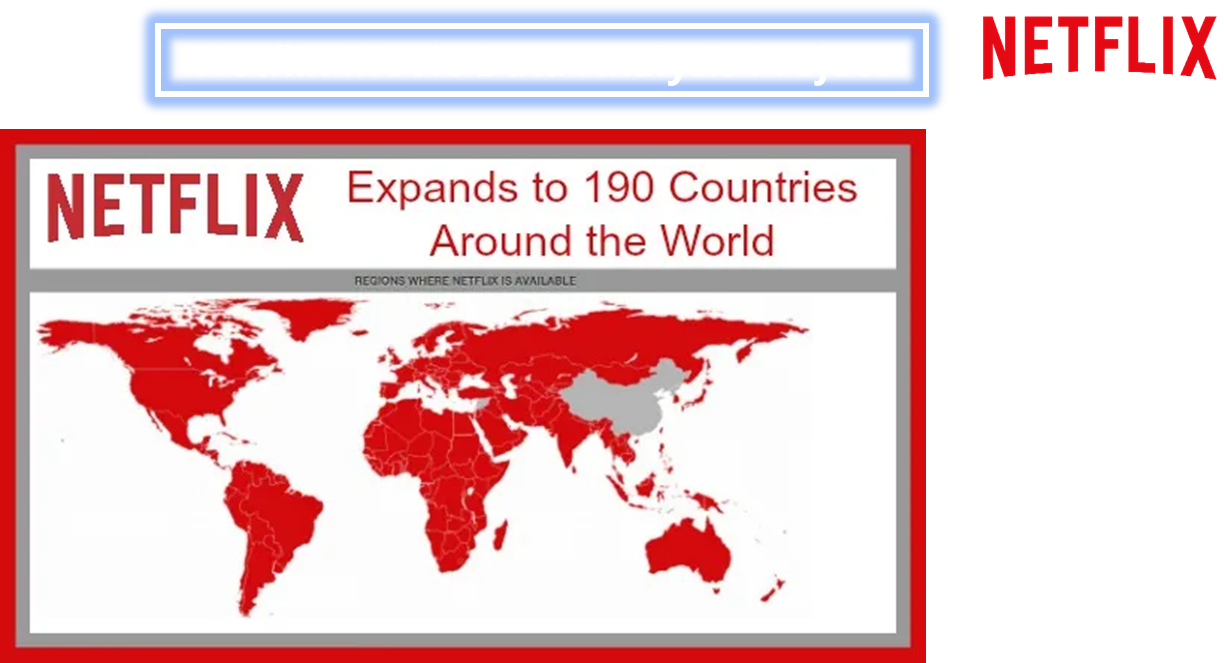 NETFLIX
NETFLIX
Expands to 190 Countries
Around the World
REGIONS WHERE NETFLIX IS AVAILABLE